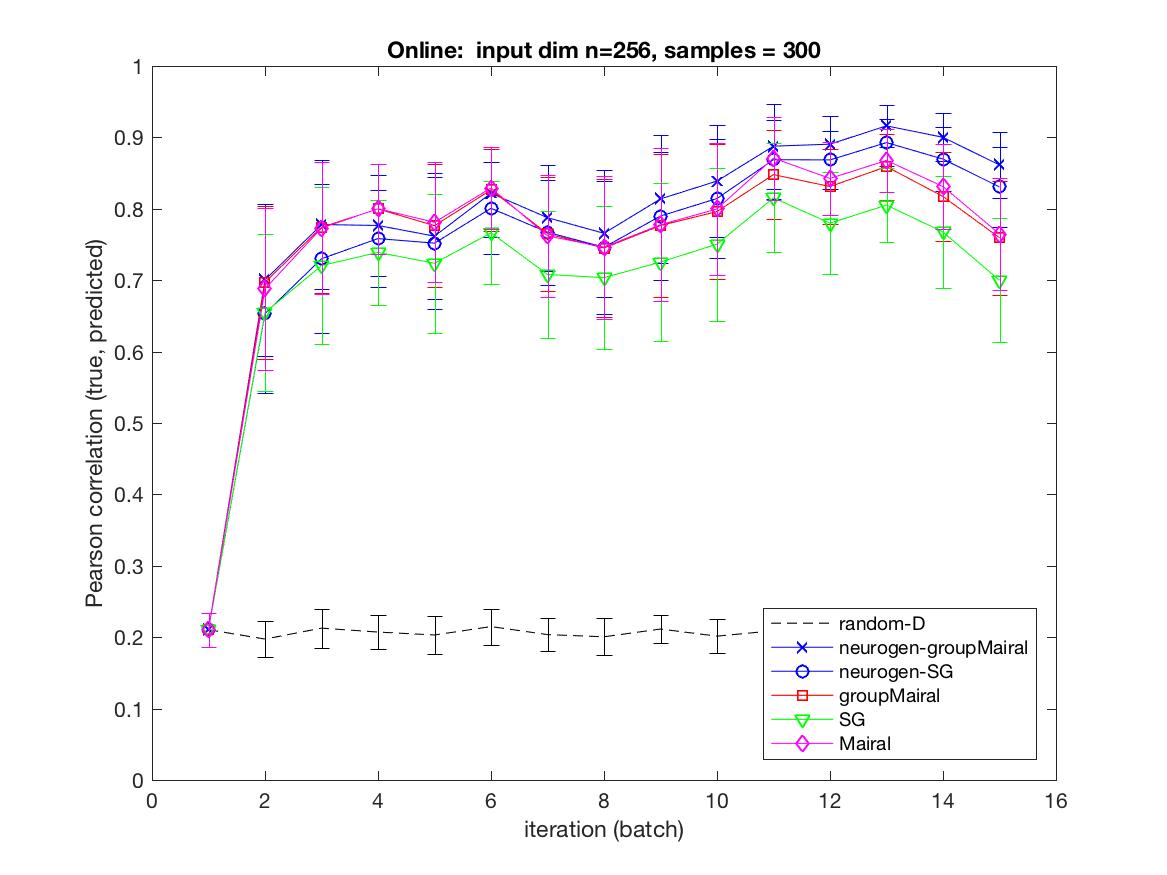 Online: input dim n=256, samples = 300
Pearson correlation (true, predicted)
1
0.9
0.8
0.7
0.6
0.5
0.4
0.3
0.2
0.1
0
0 2 4 6 8 10 12 14 16
iteration (batch)
random-D
neurogen-groupMairal
neurogen-SG
groupMairal
SG
Mairal